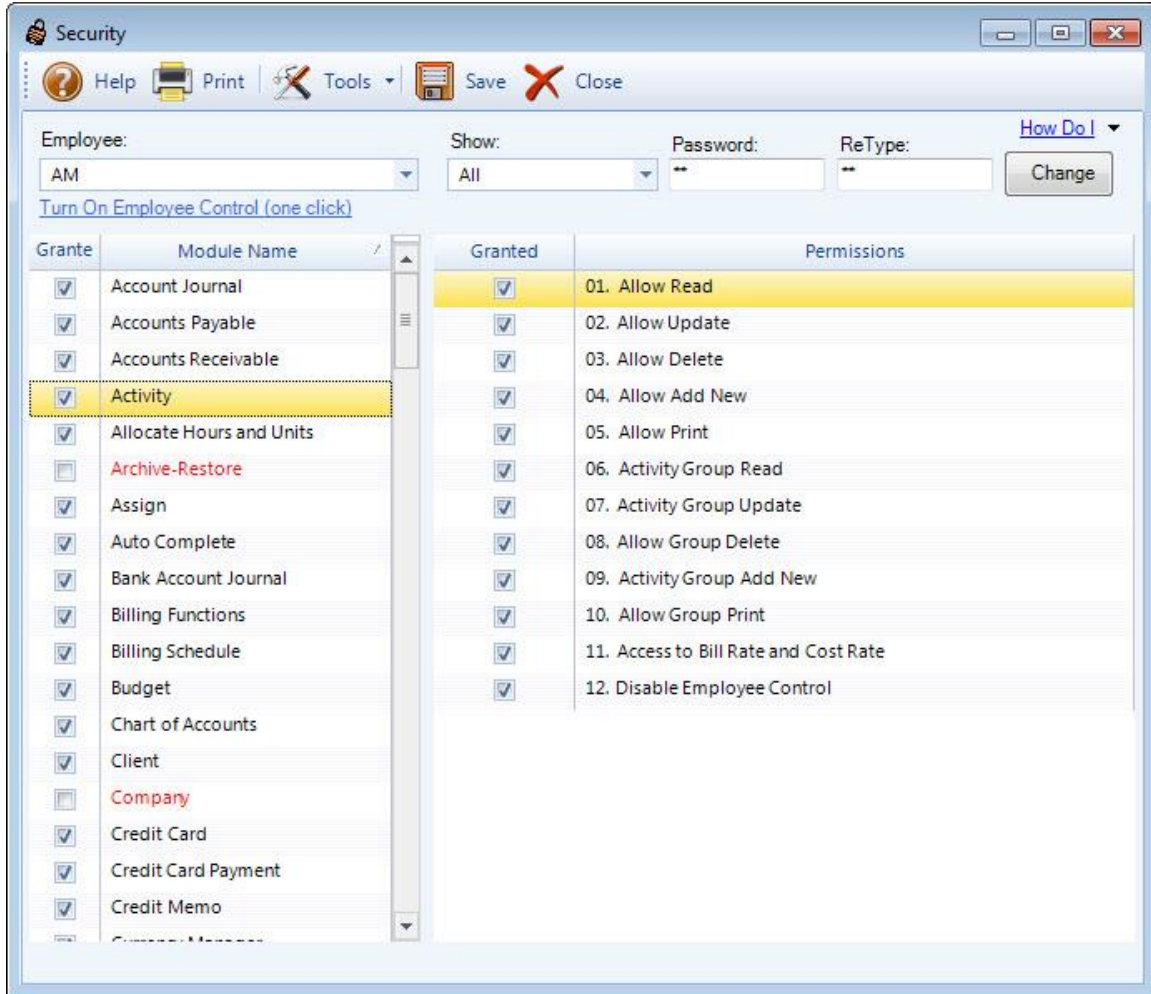 Security
Help Print Tools Save Close
How Do I
Employee: Show: Password: ReType:
AM All ** ** Change
Turn On Employee Control (one click)
Grante Module Name Granted Permissions
Account Journal 01. Allow Read
Accounts Payable 02. Allow Update
Accounts Receivable 03. Allow Delete
Activity 04. Allow Add New
Allocate Hours and Units 05. Allow Print
Archive-Restore 06. Activity Group Read
Assign 07. Activity Group Update
Auto Complete 08. Allow Group Delete
Bank Account Journal 09. Activity Group Add New
Billing Functions 10. Allow Group Print
Billing Schedule 11. Access to Bill Rate and Cost Rate
Budget 12. Disable Employee Control
Chart of Accounts
Client
Company
Credit Card
Credit Card Payment
Credit Memo